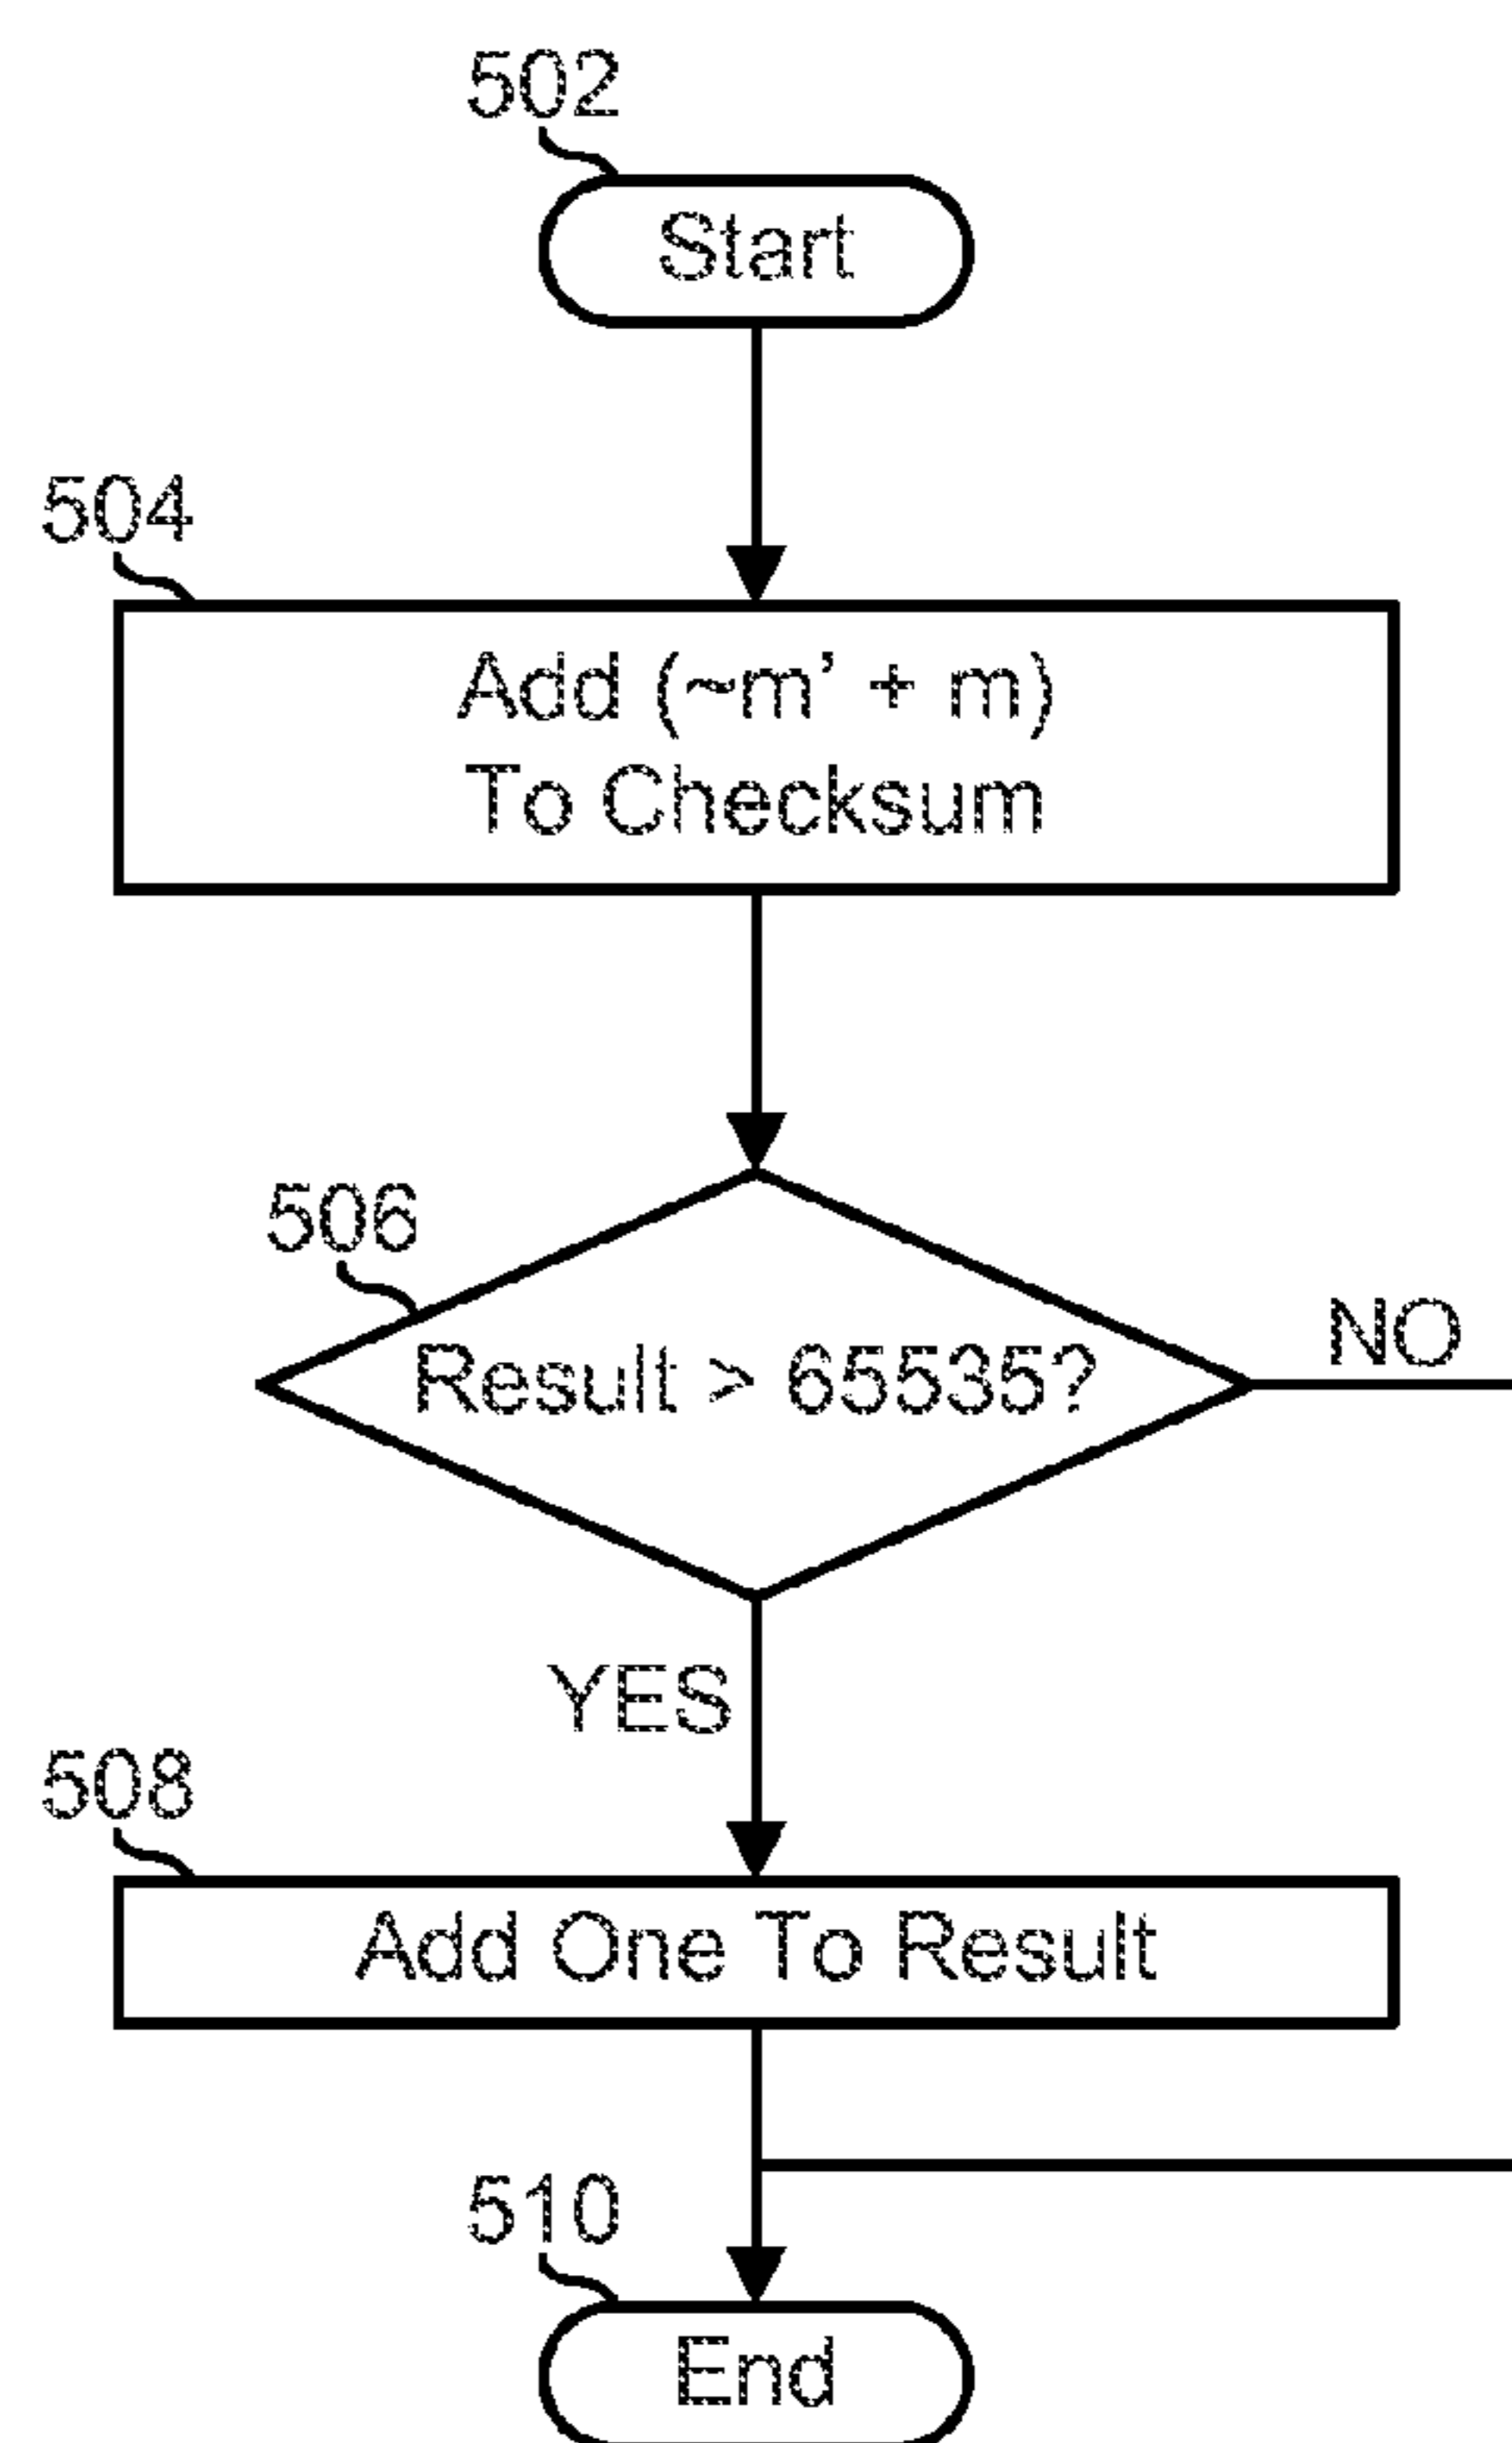 502
Start
504
Add (~m’ + m)
To Checksum
506
Result > 65535?
NO
YES
508
Add One To Result
510
End